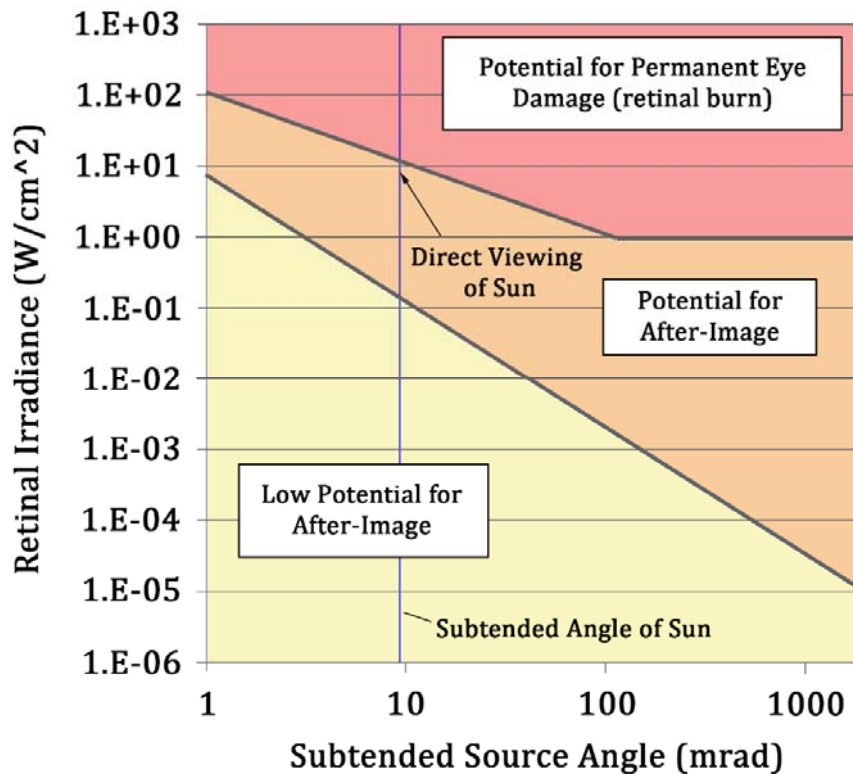 1.E+03
1.E+02
1.E+01
1.E+00
1.E-01
1.E-02
1.E-03
1.E-04
1.E-05
1.E-06
Retinal Irradiance (W/cm^2)
Potential for Permanent Eye
Damage (retinal burn)
Direct Viewing
of Sun
Potential for
After-Image
Low Potential for
After-Image
Subtended Angle of Sun
1
10
100
1000
Subtended Source Angle (mrad)